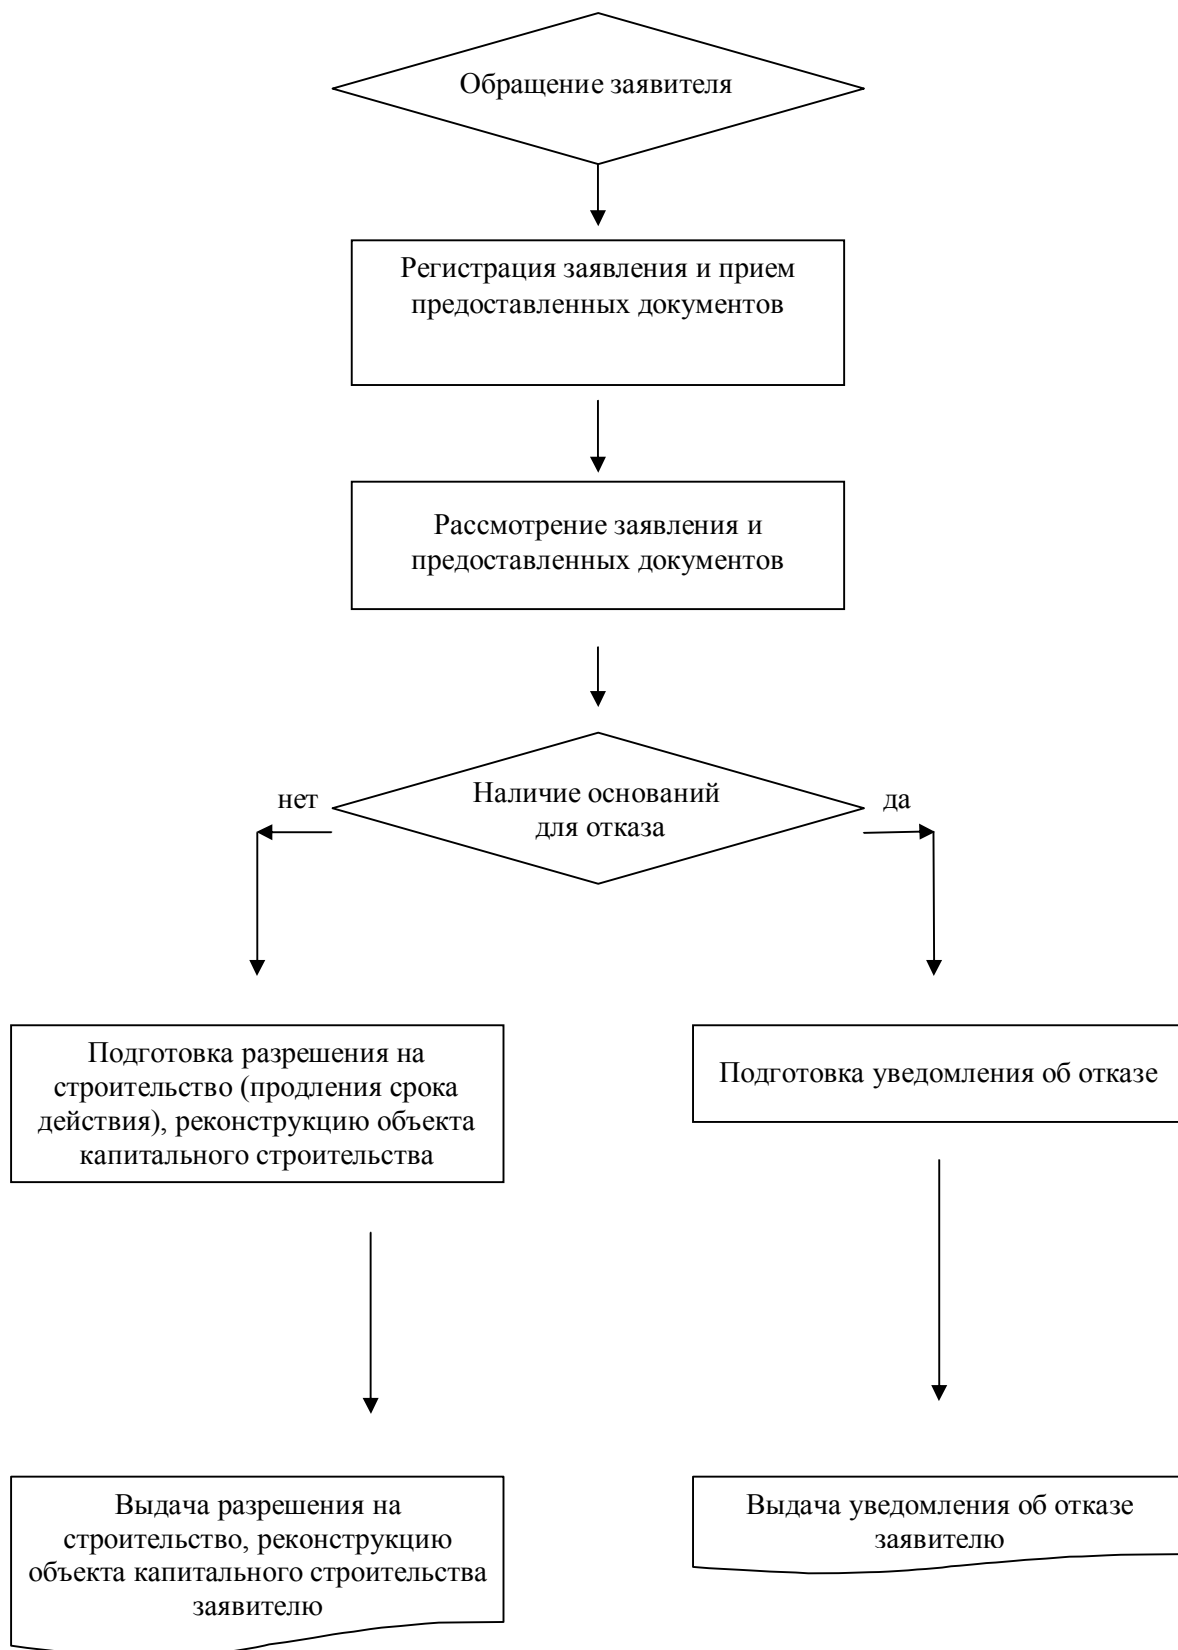 Обращение заявителя
Регистрация заявления и прием
предоставленных документов
Рассмотрение заявления и
предоставленных документов
нет
Наличие оснований
для отказа
да
Подготовка разрешения на
строительство (продления срока
действия), реконструкцию объекта
капитального строительства
Подготовка уведомления об отказе
Выдача разрешения на
строительство, реконструкцию
объекта капитального строительства
заявителю
Выдача уведомления об отказе
заявителю